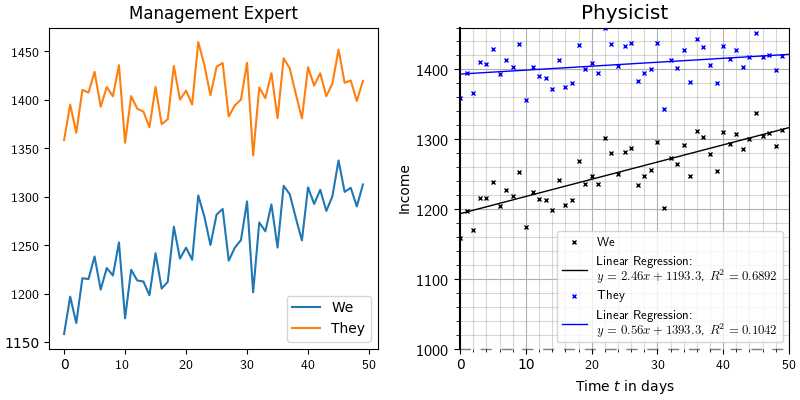 Management Expert
1450
1400
1350
1300
1250
1200
1150
0
10
20
30
40
50
We
They
Physicist
Income
1400
1300
1200
1100
1000
We
Linear Regression:
y = 2.46x + 1193.3, R² = 0.6892
They
Linear Regression:
y = 0.56x + 1393.3, R² = 0.1042
0
10
20
30
40
50
Time t in days